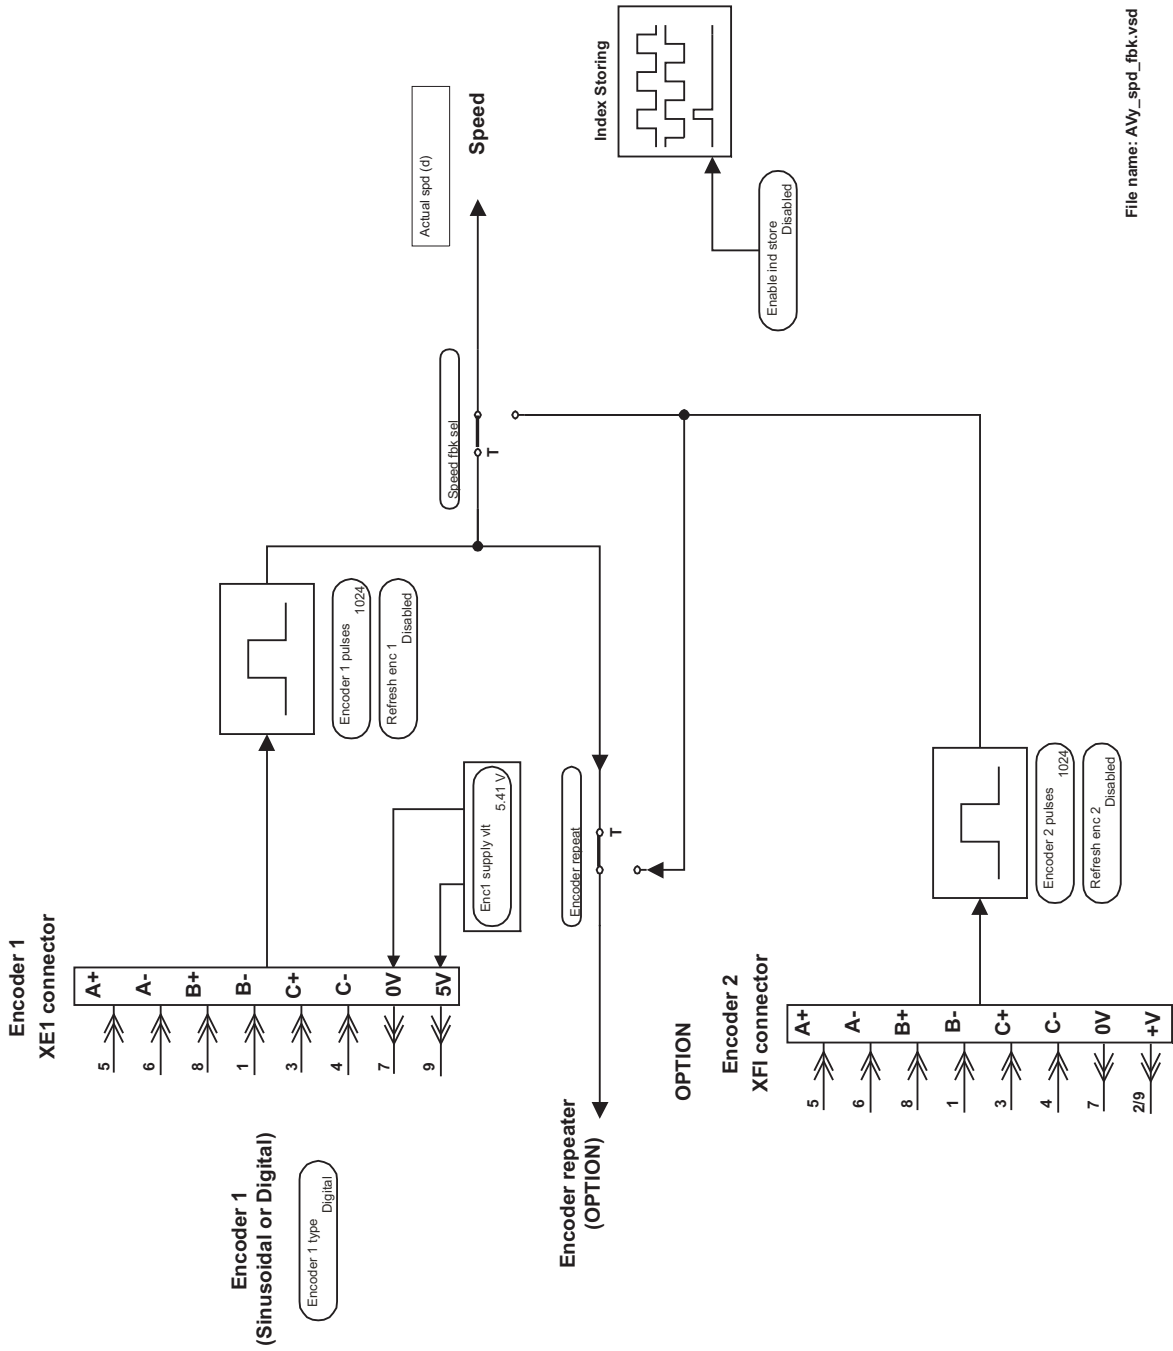 Encoder 1
XE1 connector
A+
A-
B+
B-
C+
C-
0V
5V
5
6
8
1
3
4
7
9
Encoder 1
(Sinusoidal or Digital)
Encoder 1 type
Digital
Encoder 1 pulses
1024
Refresh enc 1
Disabled
Enc1 supply vlt
5.41 V
Speed fbk sel
T
Actual spd (d)
Speed
Encoder repeat
T
Encoder repeater
(OPTION)
Index Storing
Enable ind store
Disabled
OPTION
Encoder 2
XFI connector
A+
A-
B+
B-
C+
C-
0V
+V
5
6
8
1
3
4
7
2/9
Encoder 2 pulses
1024
Refresh enc 2
Disabled
File name: AVy_spd_fbk.vsd